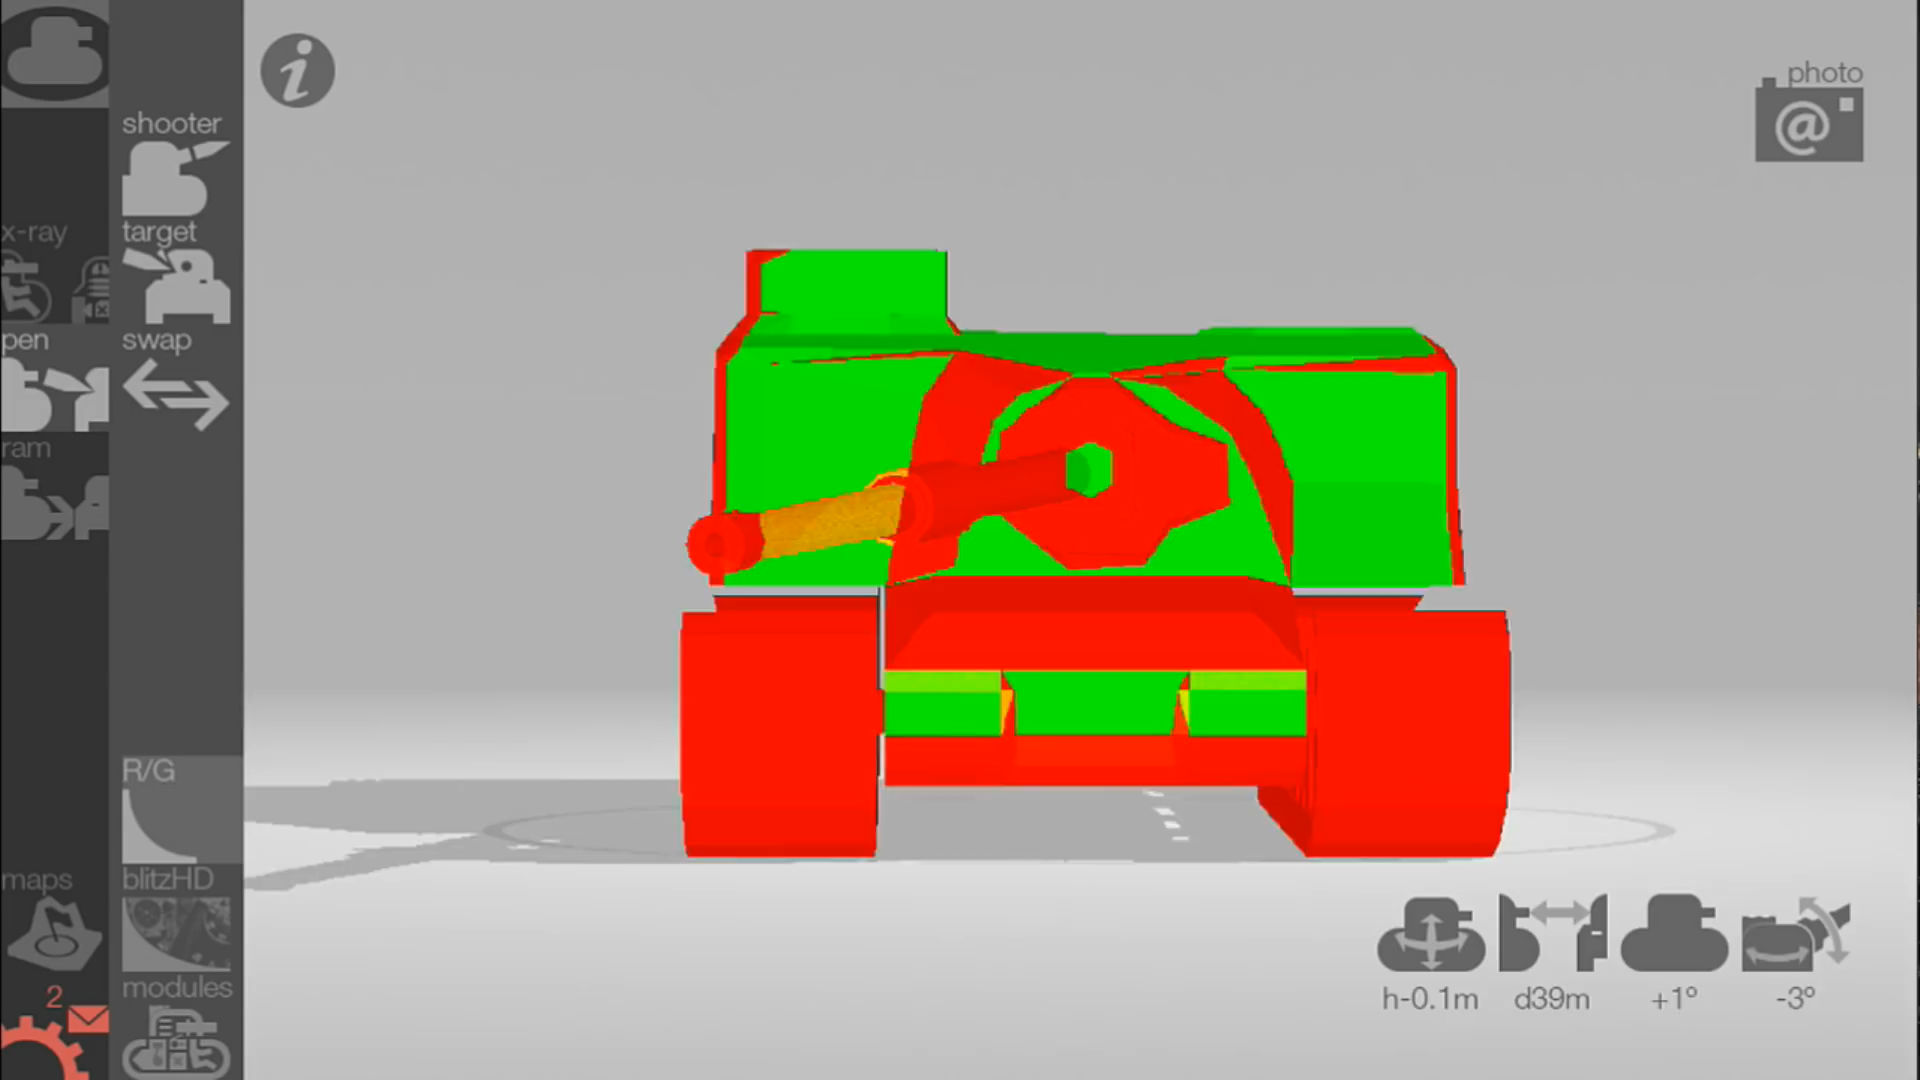 i
photo
@
shooter
x-ray
target
pen
swap
ram
R/G
maps
blitzHD
2
modules
h-0.1m
d39m
+1°
-3°